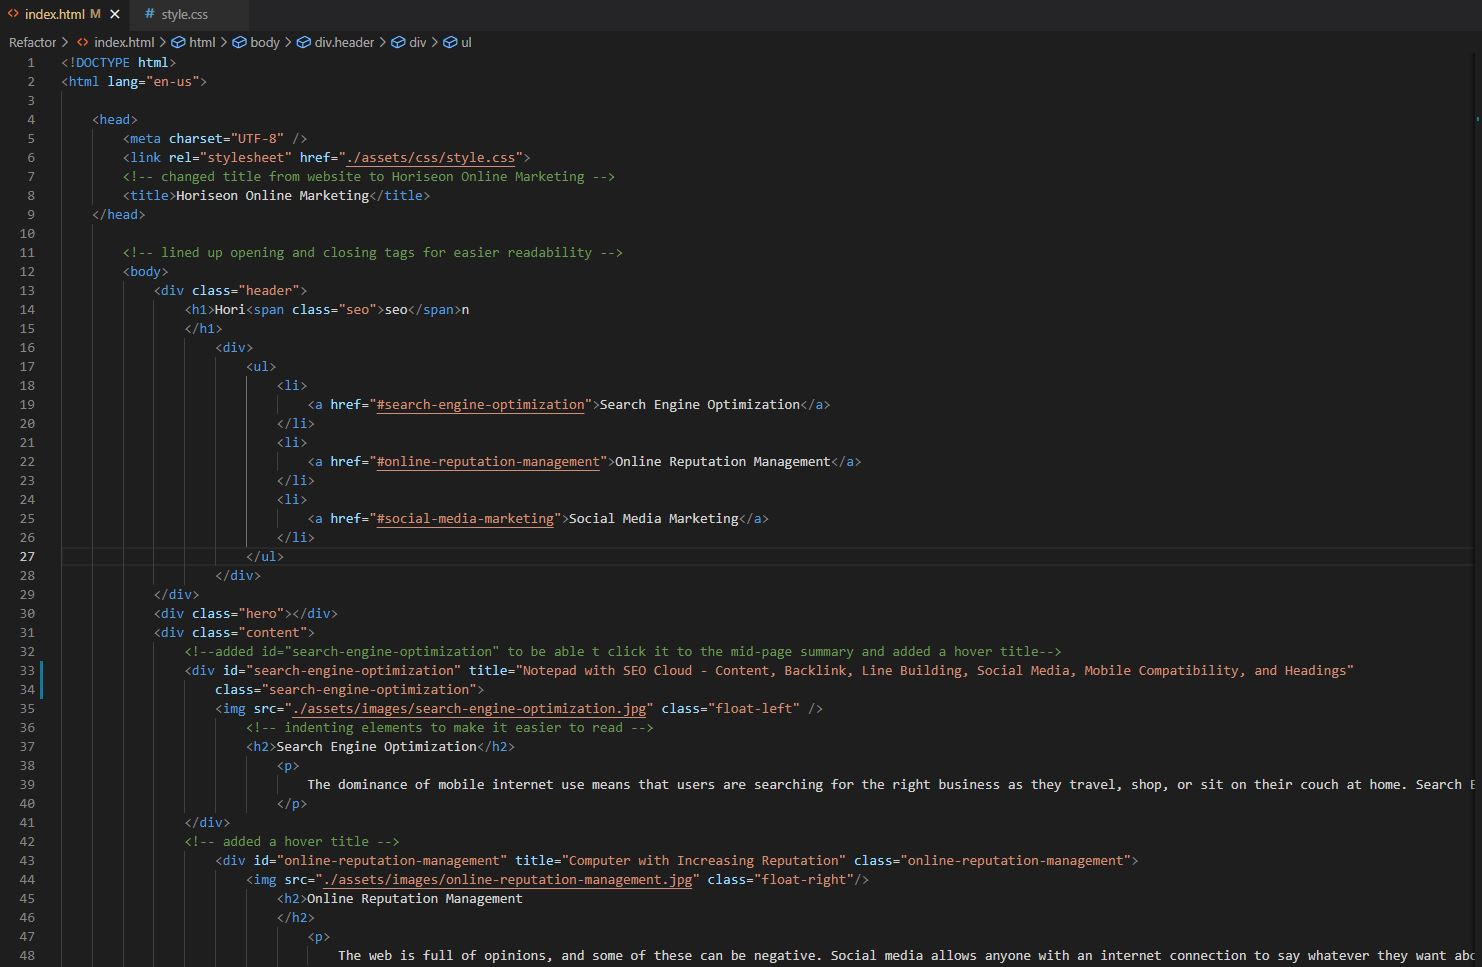 index.html M
style.css
Refactor > index.html > html > body > div.header > div > ul
1 <!DOCTYPE html>
2 <html lang="en-us">
3
4 <head>
5 <meta charset="UTF-8" />
6 <link rel="stylesheet" href="./assets/css/style.css">
7 <!-- changed title from website to Horiseon Online Marketing -->
8 <title>Horiseon Online Marketing</title>
9 </head>
10
11 <!-- lined up opening and closing tags for easier readability -->
12 <body>
13 <div class="header">
14 <h1>Hori<span class="seo">seo</span>n
15 </h1>
16 <div>
17 <ul>
18 <li>
19 <a href="#search-engine-optimization">Search Engine Optimization</a>
20 </li>
21 <li>
22 <a href="#online-reputation-management">Online Reputation Management</a>
23 </li>
24 <li>
25 <a href="#social-media-marketing">Social Media Marketing</a>
26 </li>
27 </ul>
28 </div>
29 </div>
30 <div class="hero"></div>
31 <div class="content">
32 <!--added id="search-engine-optimization" to be able t click it to the mid-page summary and added a hover title-->
33 <div id="search-engine-optimization" title="Notepad with SEO Cloud - Content, Backlink, Line Building, Social Media, Mobile Compatibility, and Headings"
34 class="search-engine-optimization">
35 <img src="./assets/images/search-engine-optimization.jpg" class="float-left" />
36 <!-- indenting elements to make it easier to read -->
37 <h2>Search Engine Optimization</h2>
38 <p>
39 The dominance of mobile internet use means that users are searching for the right business as they travel, shop, or sit on their couch at home. Search
40 </p>
41 </div>
42 <!-- added a hover title -->
43 <div id="online-reputation-management" title="Computer with Increasing Reputation" class="online-reputation-management">
44 <img src="./assets/images/online-reputation-management.jpg" class="float-right"/>
45 <h2>Online Reputation Management
46 </h2>
47 <p>
48 The web is full of opinions, and some of these can be negative. Social media allows anyone with an internet connection to say whatever they want